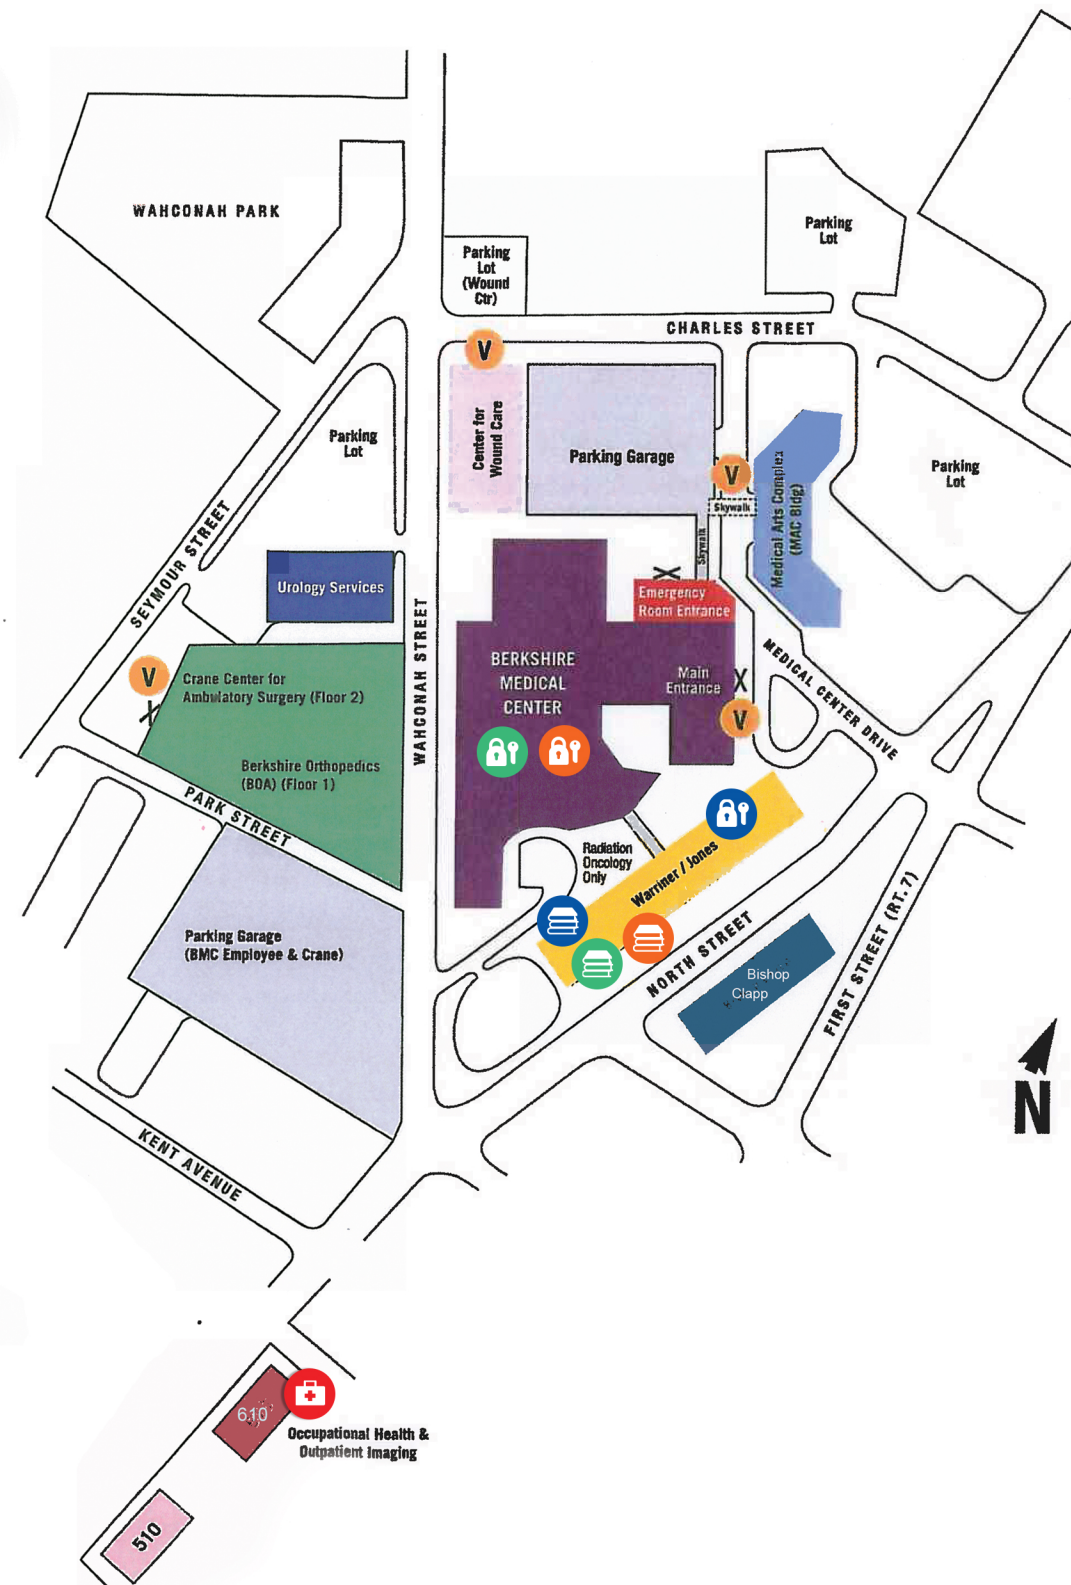 WAHCONAH PARK
Parking
Lot
Parking
Lot
(Wound
Ctr)
CHARLES STREET
V
Center for
Wound Care
Parking Garage
Parking
Lot
V
Skywalk
Skywalk
Medical Arts Complex
(MAC Bldg)
Parking
Lot
SEYMOUR STREET
Urology Services
WAHCONAH STREET
Emergency
Room Entrance
BERKSHIRE
MEDICAL
CENTER
Main
Entrance
V
MEDICAL CENTER DRIVE
V
Crane Center for
Ambulatory Surgery (Floor 2)
Berkshire Orthopedics
(BOA) (Floor 1)
PARK STREET
Radiation
Oncology
Only
Warriner / Jones
Parking Garage
(BMC Employee & Crane)
NORTH STREET
Bishop
Clapp
FIRST STREET (RT. 7)
N
KENT AVENUE
610
Occupational Health &
Outpatient Imaging
510